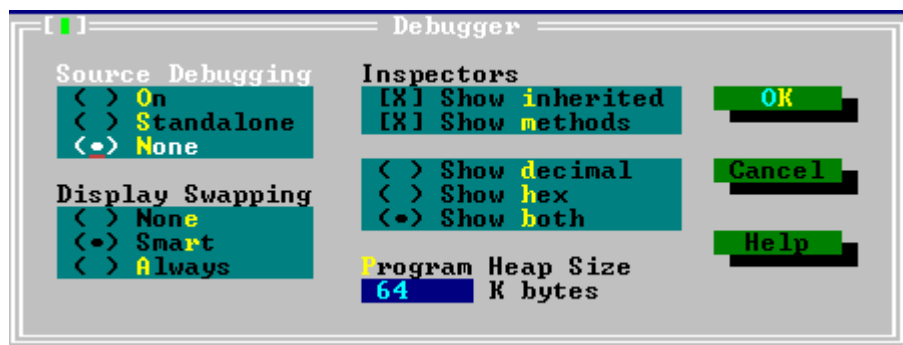 Debugger
Source Debugging
( ) On
( ) Standalone
(•) None
Display Swapping
( ) None
(•) Smart
( ) Always
Inspectors
[X] Show inherited
[X] Show methods
( ) Show decimal
( ) Show hex
(•) Show both
Program Heap Size
64 K bytes
OK
Cancel
Help